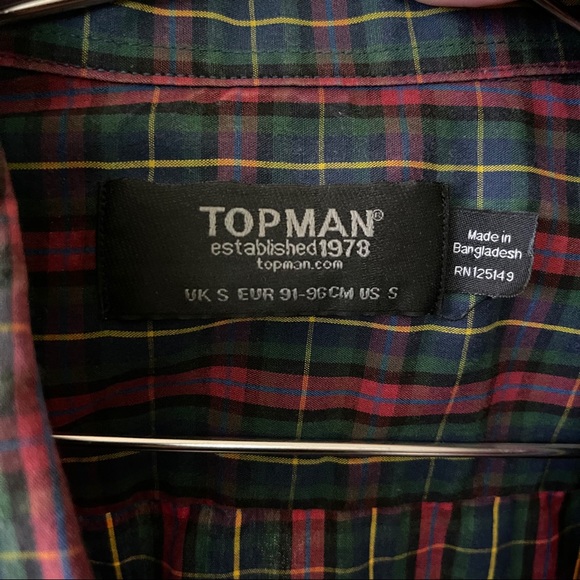 TOPMAN®
established1978
topman.com
UK S EUR 91-96CM US S
Made in
Bangladesh
RN125149